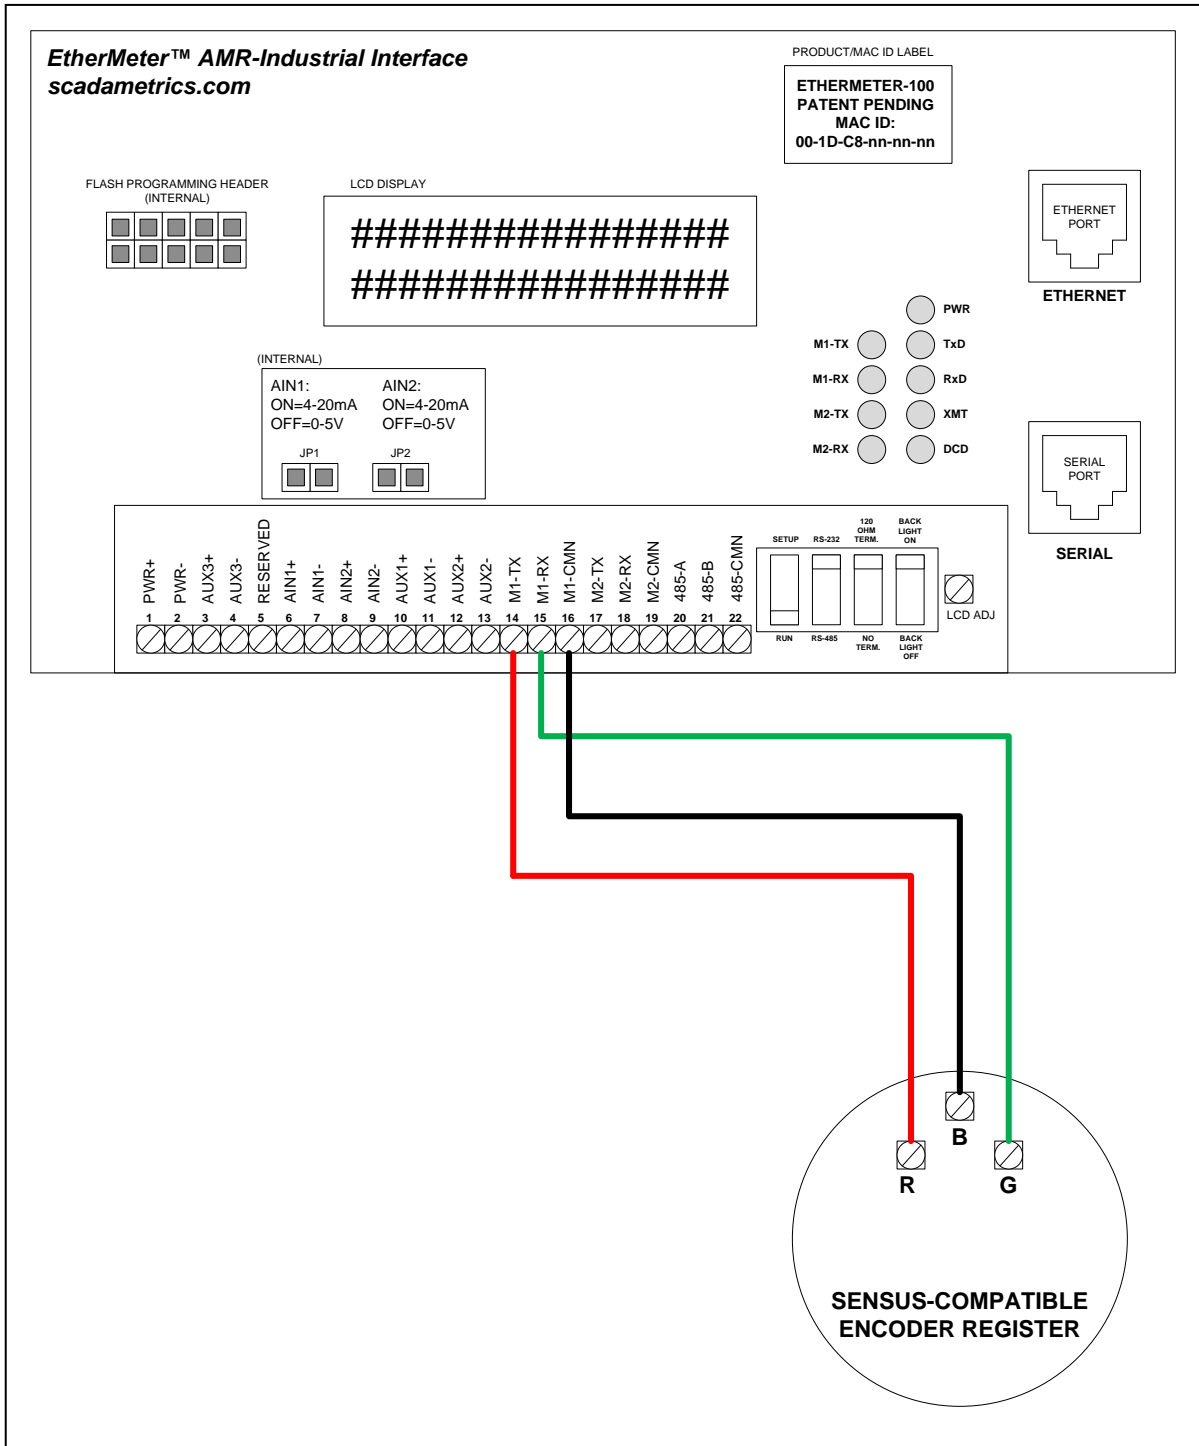 EtherMeter™ AMR-Industrial Interface
scadametrics.com
PRODUCT/MAC ID LABEL
ETHERMETER-100
PATENT PENDING
MAC ID:
00-1D-C8-nn-nn-nn
FLASH PROGRAMMING HEADER
(INTERNAL)
LCD DISPLAY
################
################
ETHERNET
PORT
ETHERNET
PWR
M1-TX
TxD
M1-RX
RxD
M2-TX
XMT
M2-RX
DCD
(INTERNAL)
AIN1:
ON=4-20mA
OFF=0-5V
AIN2:
ON=4-20mA
OFF=0-5V
JP1
JP2
SERIAL
PORT
SERIAL
PWR+
PWR-
AUX3+
AUX3-
RESERVED
AIN1+
AIN1-
AIN2+
AIN2-
AUX1+
AUX1-
AUX2+
AUX2-
M1-TX
M1-RX
M1-CMN
M2-TX
M2-RX
M2-CMN
485-A
485-B
485-CMN
1 2 3 4 5 6 7 8 9 10 11 12 13 14 15 16 17 18 19 20 21 22
SETUP
RS-232
120
OHM
TERM.
BACK
LIGHT
ON
RUN
RS-485
NO
TERM.
BACK
LIGHT
OFF
LCD ADJ
B
R
G
SENSUS-COMPATIBLE
ENCODER REGISTER